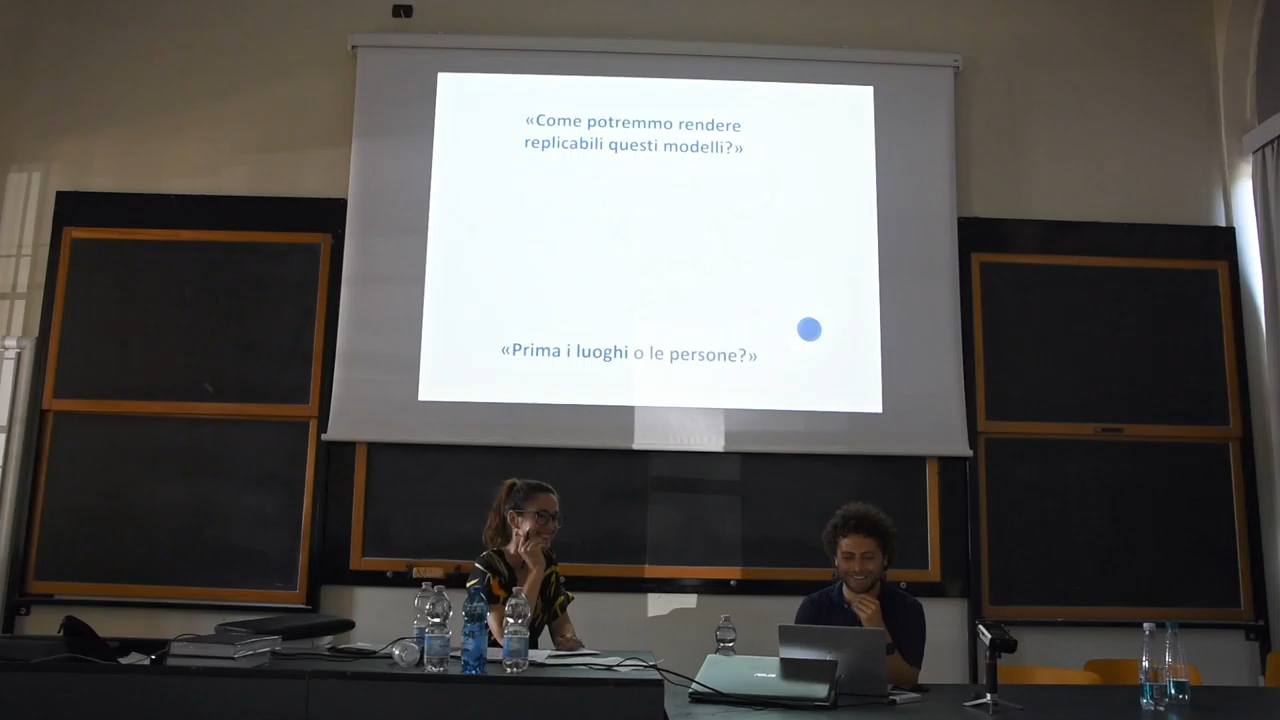 «Come potremmo rendere
replicabili questi modelli?»
«Prima i luoghi o le persone?»